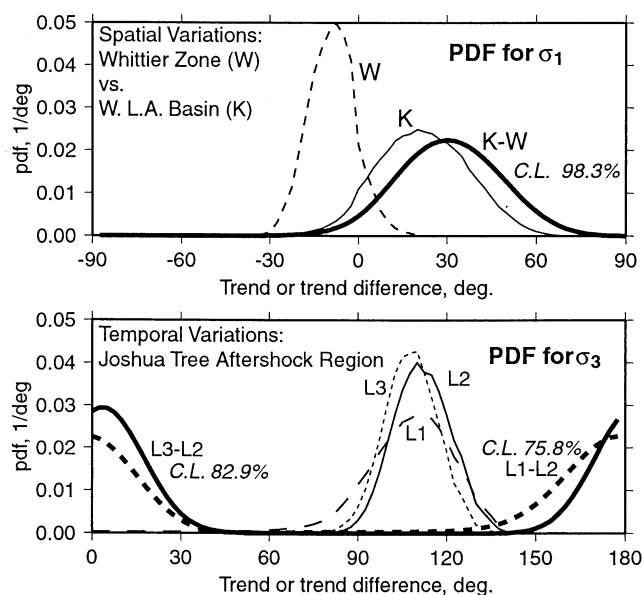 Spatial Variations:
Whittier Zone (W)
vs.
W. L.A. Basin (K)
PDF for σ1
W
K
K-W
C.L. 98.3%
pdf, 1/deg
0.05
0.04
0.03
0.02
0.01
0.00
-90
-60
-30
0
30
60
90
Trend or trend difference, deg.
Temporal Variations:
Joshua Tree Aftershock Region
PDF forσ3
L3
L2
L1
L3-L2
C.L. 82.9%
C.L. 75.8%
L1-L2
pdf, 1/deg
0.05
0.04
0.03
0.02
0.01
0.00
0
30
60
90
120
150
180
Trend or trend difference, deg.